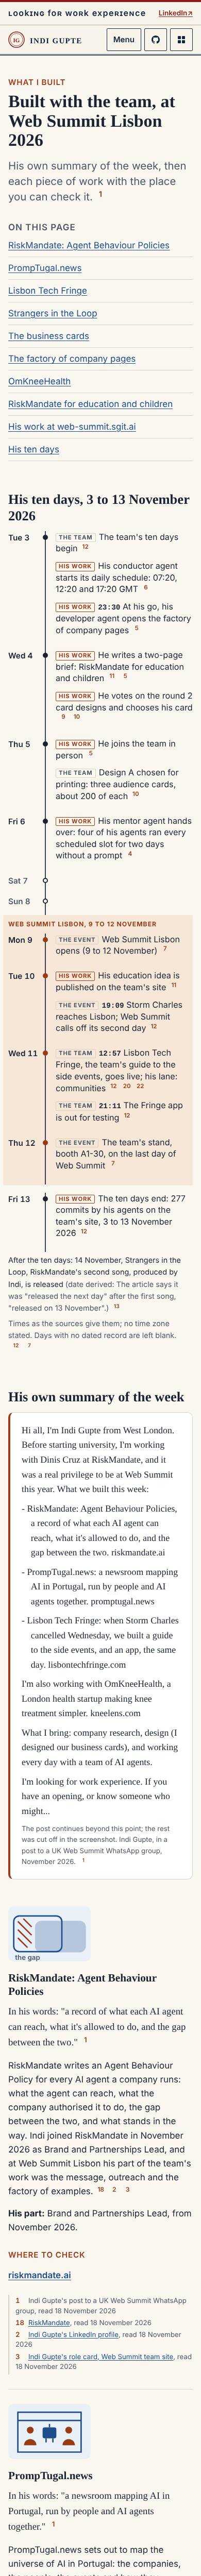 LOOKING FOR WORK EXPERIENCE LinkedIn↗
IG INDI GUPTE Menu
WHAT I BUILT
Built with the team, at
Web Summit Lisbon
2026
His own summary of the week, then
each piece of work with the place
you can check it. 1
ON THIS PAGE
RiskMandate: Agent Behaviour Policies
PrompTugal.news
Lisbon Tech Fringe
Strangers in the Loop
The business cards
The factory of company pages
OmKneeHealth
RiskMandate for education and children
His work at web-summit.sgit.ai
His ten days
His ten days, 3 to 13 November
2026
Tue 3 THE TEAM The team's ten days
begin 12
HIS WORK His conductor agent
starts its daily schedule: 07:20,
12:20 and 17:20 GMT 6
HIS WORK 23:30 At his go, his
developer agent opens the factory
of company pages 5
Wed 4 HIS WORK He writes a two-page
brief: RiskMandate for education
and children 11 5
HIS WORK He votes on the round 2
card designs and chooses his card
9 10
Thu 5 HIS WORK He joins the team in
person 5
THE TEAM Design A chosen for
printing: three audience cards,
about 200 of each 10
Fri 6 HIS WORK His mentor agent hands
over: four of his agents ran every
scheduled slot for two days
without a prompt 4
Sat 7
Sun 8
WEB SUMMIT LISBON, 9 TO 12 NOVEMBER
Mon 9 THE EVENT Web Summit Lisbon
opens (9 to 12 November) 7
Tue 10 HIS WORK His education idea is
published on the team's site 11
THE EVENT 19:09 Storm Charles
reaches Lisbon; Web Summit
calls off its second day 12
Wed 11 THE TEAM 12:57 Lisbon Tech
Fringe, the team's guide to the
side events, goes live; his lane:
communities 12 20 22
THE TEAM 21:11 The Fringe app
is out for testing 12
Thu 12 THE EVENT The team's stand,
booth A1-30, on the last day of
Web Summit 7
Fri 13 HIS WORK The ten days end: 277
commits by his agents on the
team's site, 3 to 13 November
2026 12
After the ten days: 14 November, Strangers in the
Loop, RiskMandate's second song, produced by
Indi, is released (date derived: The article says it
was "released the next day" after the first song,
"released on 13 November".) 13
Times as the sources give them; no time zone
stated. Days with no dated record are left blank.
12 7
His own summary of the week
Hi all, I'm Indi Gupte from West London.
Before starting university, I'm working
with Dinis Cruz at RiskMandate, and it
was a real privilege to be at Web Summit
this year. What we built this week:
- RiskMandate: Agent Behaviour Policies,
a record of what each AI agent can
reach, what it's allowed to do, and the
gap between the two. riskmandate.ai
- PrompTugal.news: a newsroom mapping
AI in Portugal, run by people and AI
agents together. promptugal.news
- Lisbon Tech Fringe: when Storm Charles
cancelled Wednesday, we built a guide
to the side events, and an app, the same
day. lisbontechfringe.com
I'm also working with OmKneeHealth, a
London health startup making knee
treatment simpler. kneelens.com
What I bring: company research, design (I
designed our business cards), and working
every day with a team of AI agents.
I'm looking for work experience. If you
have an opening, or know someone who
might...
The post continues beyond this point; the rest
was cut off in the screenshot. Indi Gupte, in a
post to a UK Web Summit WhatsApp group,
November 2026. 1
the gap
RiskMandate: Agent Behaviour
Policies
In his words: "a record of what each AI agent
can reach, what it's allowed to do, and the gap
between the two." 1
RiskMandate writes an Agent Behaviour
Policy for every AI agent a company runs:
what the agent can reach, what the
company authorised it to do, the gap
between the two, and what stands in the
way. Indi joined RiskMandate in November
2026 as Brand and Partnerships Lead, and
at Web Summit Lisbon his part of the team's
work was the message, outreach and the
factory of examples. 18 2 3
His part: Brand and Partnerships Lead, from
November 2026.
WHERE TO CHECK
riskmandate.ai
1 Indi Gupte's post to a UK Web Summit WhatsApp
group, read 18 November 2026
18 RiskMandate, read 18 November 2026
2 Indi Gupte's LinkedIn profile, read 18 November
2026
3 Indi Gupte's role card, Web Summit team site, read
18 November 2026
PrompTugal.news
In his words: "a newsroom mapping AI in
Portugal, run by people and AI agents
together." 1
PrompTugal.news sets out to map the
universe of AI in Portugal: the companies,